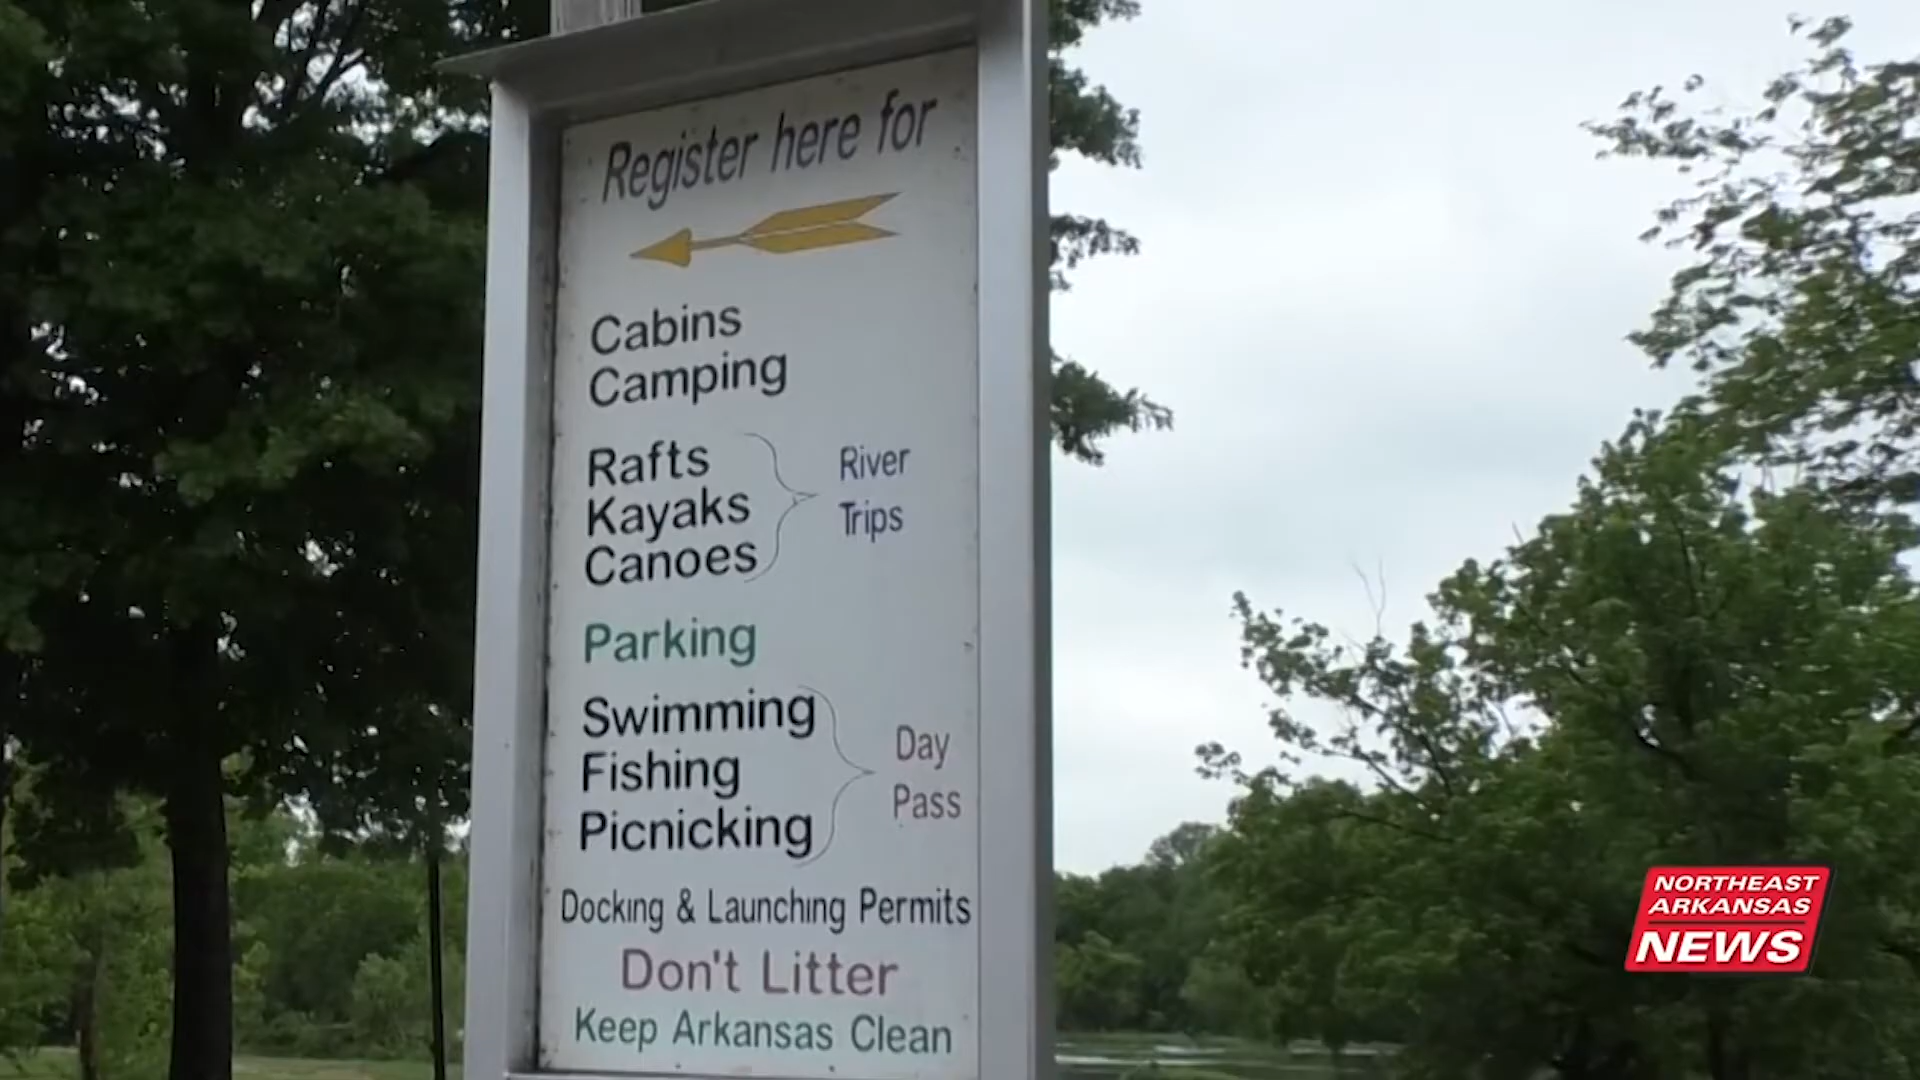 Register here for
Cabins
Camping
Rafts
Kayaks
Canoes
River
Trips
Parking
Swimming
Fishing
Picnicking
Day
Pass
Docking & Launching Permits
Don't Litter
Keep Arkansas Clean
NORTHEAST
ARKANSAS
NEWS